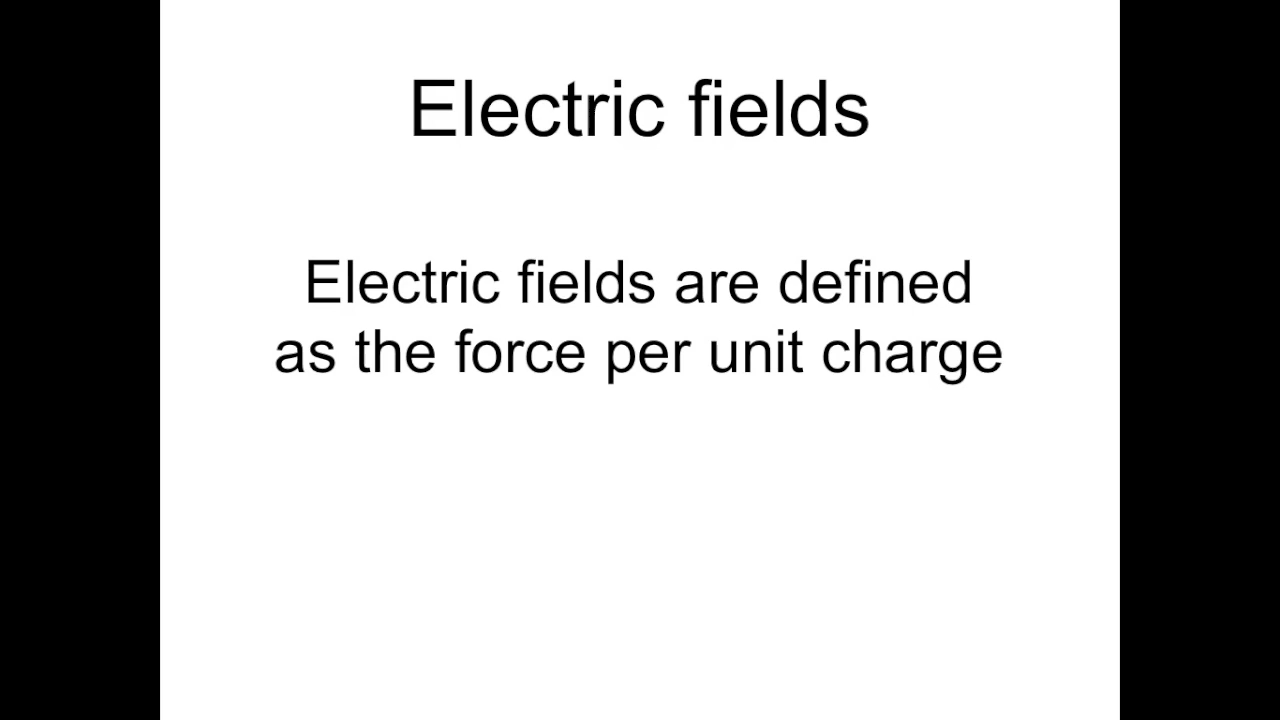 Electric fields
Electric fields are defined
as the force per unit charge